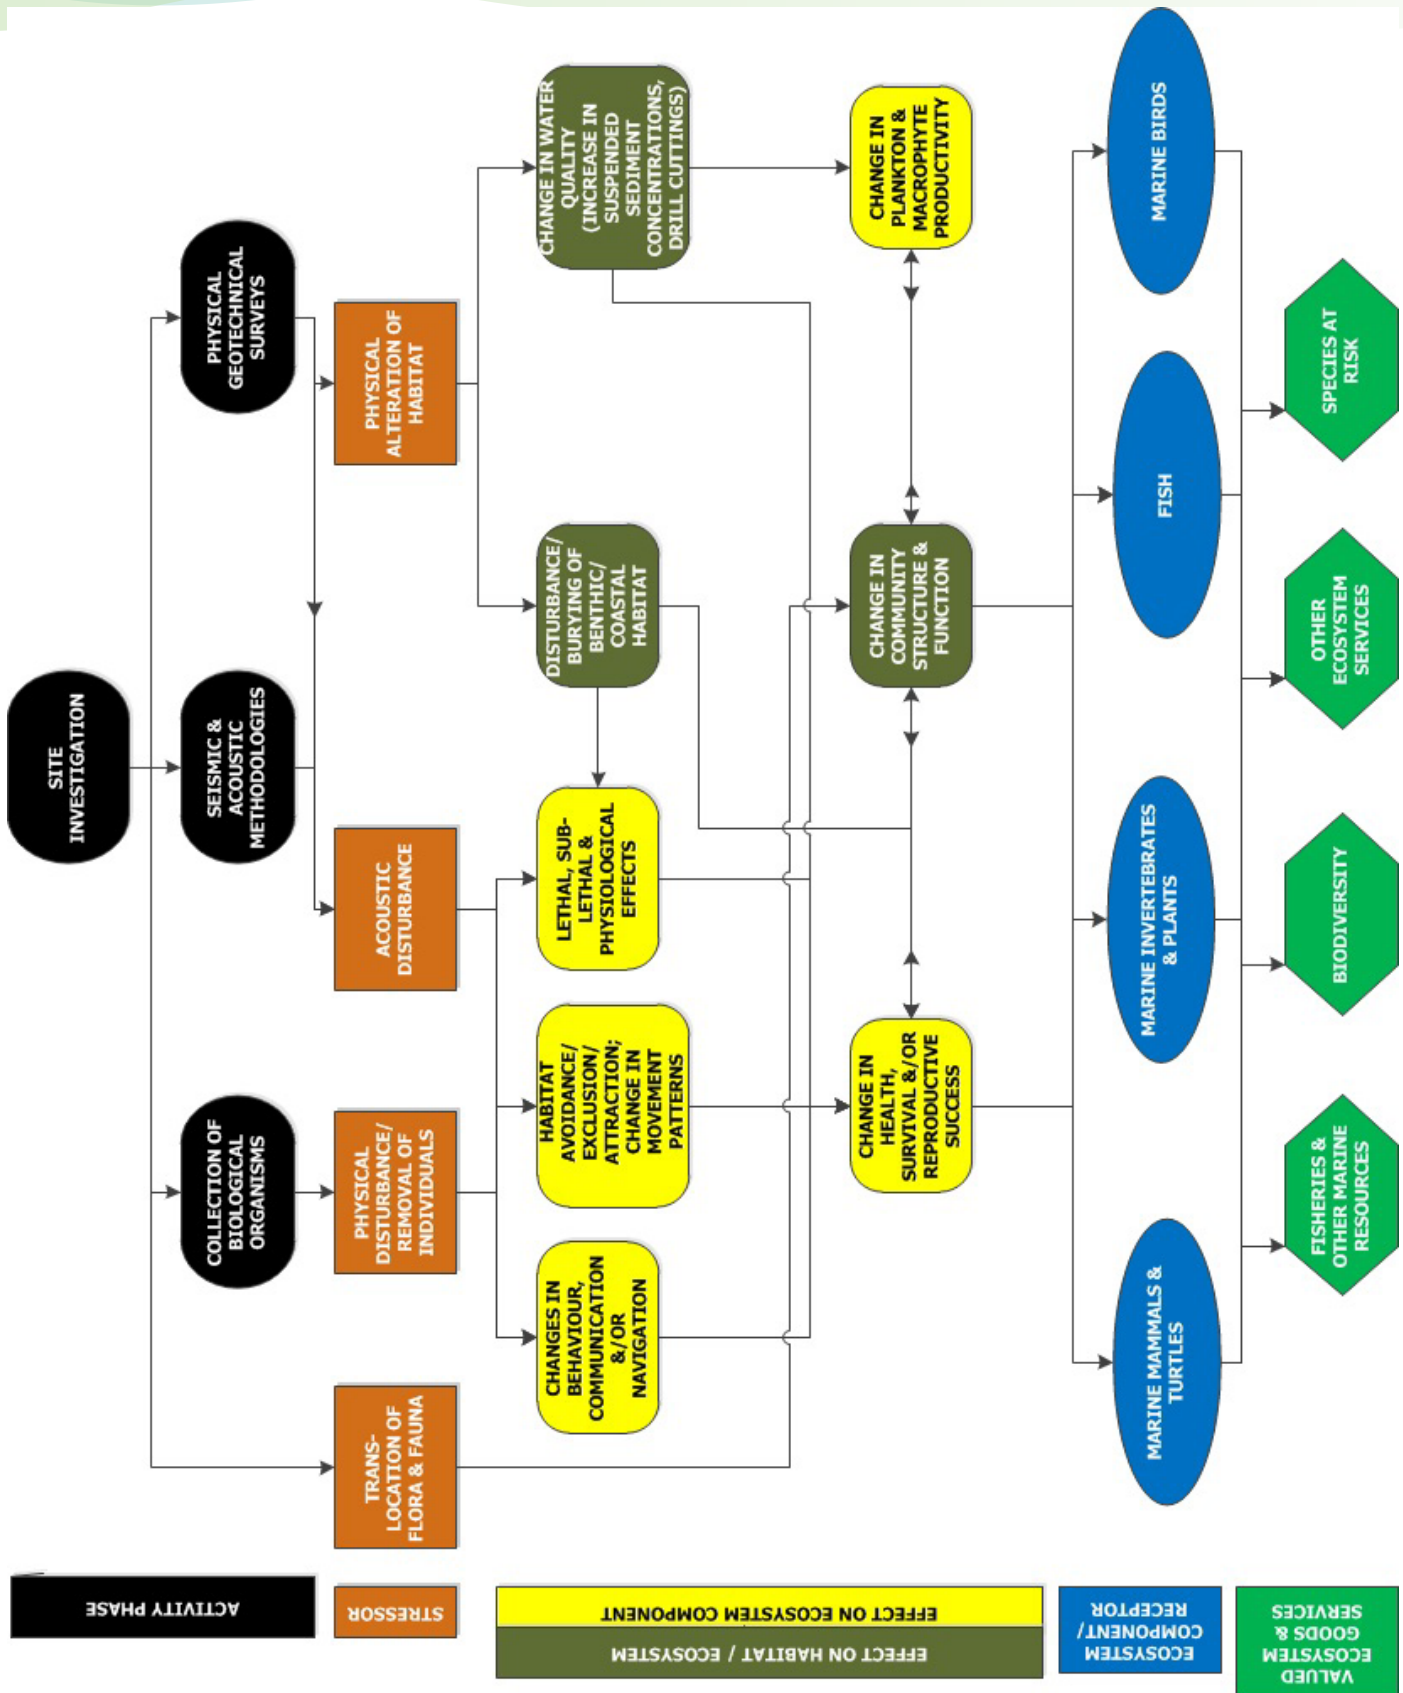 SITE
INVESTIGATION
COLLECTION OF
BIOLOGICAL
ORGANISMS
SEISMIC &
ACOUSTIC
METHODOLOGIES
PHYSICAL
GEOTECHNICAL
SURVEYS
TRANS-
LOCATION OF
FLORA & FAUNA
PHYSICAL
DISTURBANCE/
REMOVAL OF
INDIVIDUALS
ACOUSTIC
DISTURBANCE
PHYSICAL
ALTERATION OF
HABITAT
CHANGES IN
BEHAVIOUR,
COMMUNICATION
&/OR
NAVIGATION
HABITAT
AVOIDANCE/
EXCLUSION/
ATTRACTION;
CHANGE IN
MOVEMENT
PATTERNS
LETHAL, SUB-
LETHAL &
PHYSIOLOGICAL
EFFECTS
DISTURBANCE/
BURYING OF
BENTHIC/
COASTAL
HABITAT
CHANGE IN WATER
QUALITY
(INCREASE IN
SUSPENDED
SEDIMENT
CONCENTRATIONS,
DRILL CUTTINGS)
CHANGE IN
HEALTH,
SURVIVAL &/OR
REPRODUCTIVE
SUCCESS
CHANGE IN
COMMUNITY
STRUCTURE &
FUNCTION
CHANGE IN
PLANKTON &
MACROPHYTE
PRODUCTIVITY
MARINE MAMMALS &
TURTLES
MARINE INVERTEBRATES
& PLANTS
FISH
MARINE BIRDS
FISHERIES &
OTHER MARINE
RESOURCES
BIODIVERSITY
OTHER
ECOSYSTEM
SERVICES
SPECIES AT
RISK
ACTIVITY PHASE
STRESSOR
EFFECT ON ECOSYSTEM COMPONENT
EFFECT ON HABITAT / ECOSYSTEM
ECOSYSTEM
COMPONENT/
RECEPTOR
VALUED
ECOSYSTEM
GOODS &
SERVICES